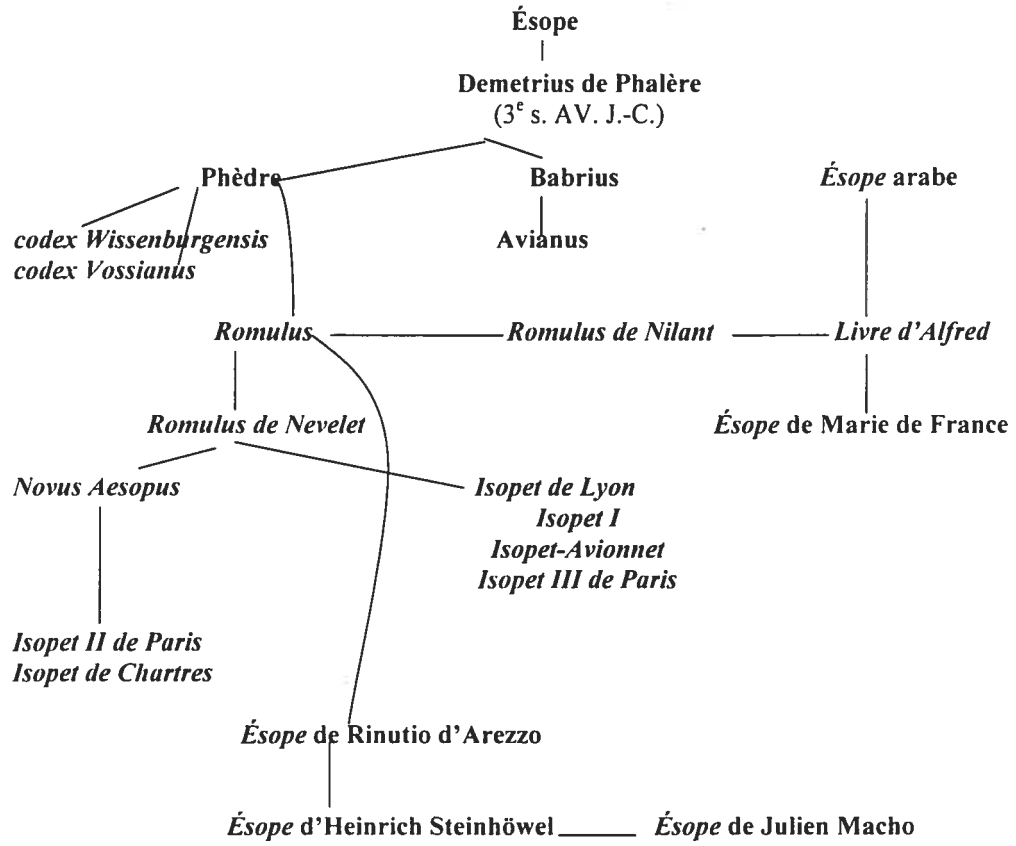 Ésope
Demetrius de Phalère
(3e s. AV. J.-C.)
Phèdre Babrius Ésope arabe
codex Wissenburgensis Avianus
codex Vossianus
Romulus Romulus de Nilant Livre d'Alfred
Romulus de Nevelet Ésope de Marie de France
Novus Aesopus Isopet de Lyon
Isopet I
Isopet-Avionnet
Isopet III de Paris
Isopet II de Paris
Isopet de Chartres
Ésope de Rinutio d'Arezzo
Ésope d'Heinrich Steinhöwel Ésope de Julien Macho